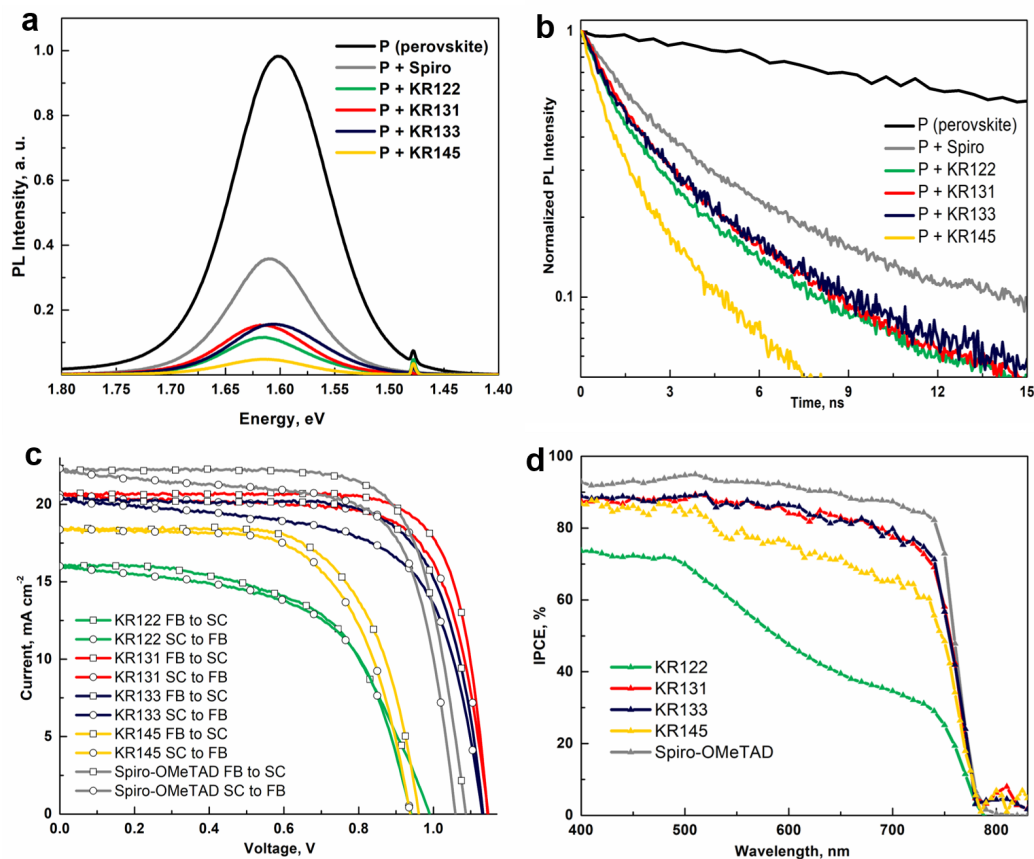 a
1.0
0.8
0.6
0.4
0.2
PL Intensity, a. u.
P (perovskite)
P + Spiro
P + KR122
P + KR131
P + KR133
P + KR145
1.80 1.75 1.70 1.65 1.60 1.55 1.50 1.45 1.40
Energy, eV
b
1
0.1
Normalized PL Intensity
P (perovskite)
P + Spiro
P + KR122
P + KR131
P + KR133
P + KR145
0 3 6 9 12 15
Time, ns
c
20
15
10
5
0
Current, mA cm⁻²
KR122 FB to SC
KR122 SC to FB
KR131 FB to SC
KR131 SC to FB
KR133 FB to SC
KR133 SC to FB
KR145 FB to SC
KR145 SC to FB
Spiro-OMeTAD FB to SC
Spiro-OMeTAD SC to FB
0.0 0.2 0.4 0.6 0.8 1.0
Voltage, V
d
100
80
60
40
20
0
IPCE, %
KR122
KR131
KR133
KR145
Spiro-OMeTAD
400 500 600 700 800
Wavelength, nm